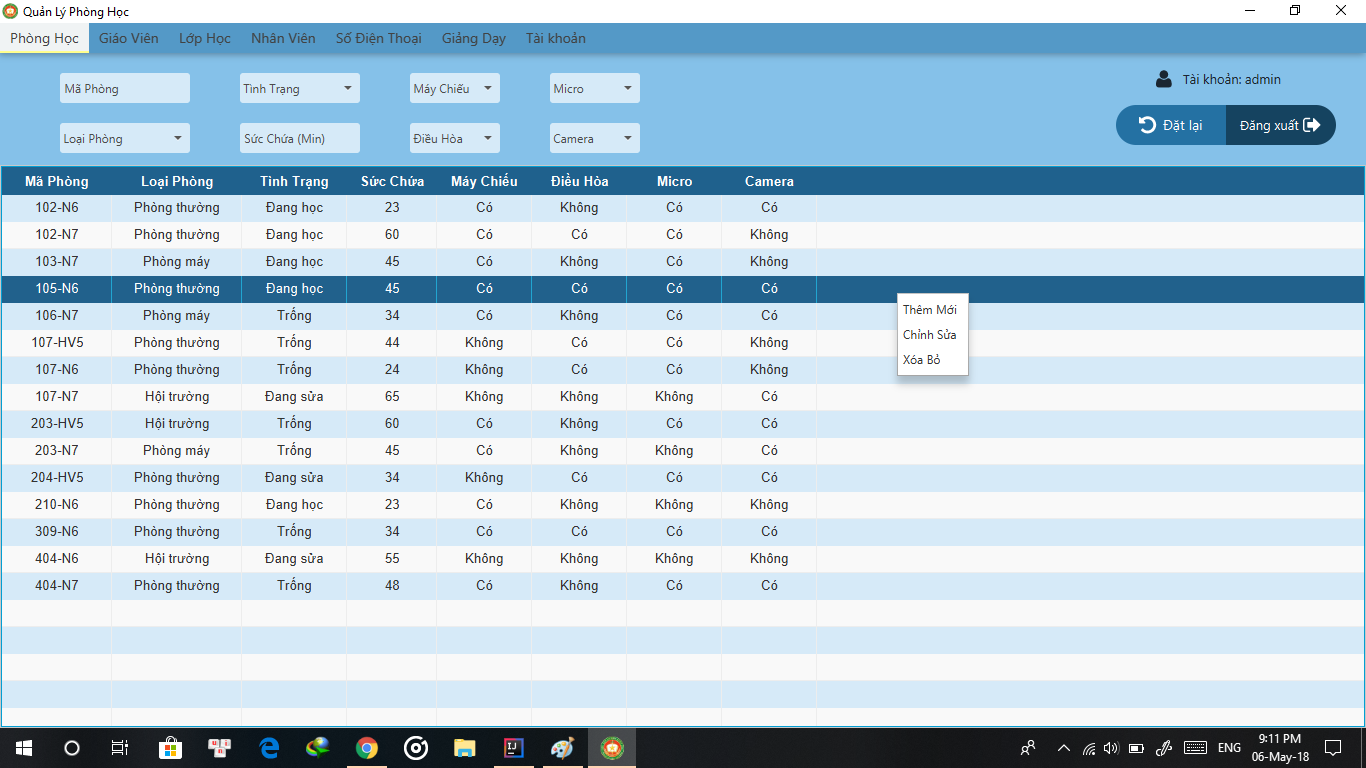 Quản Lý Phòng Học
Phòng Học Giáo Viên Lớp Học Nhân Viên Số Điện Thoại Giảng Dạy Tài khoản
Mã Phòng Tình Trạng Máy Chiếu Micro
Tài khoản: admin
Loại Phòng Sức Chứa (Min) Điều Hòa Camera
Đặt lại Đăng xuất
Mã Phòng Loại Phòng Tình Trạng Sức Chứa Máy Chiếu Điều Hòa Micro Camera
102-N6 Phòng thường Đang học 23 Có Không Có Có
102-N7 Phòng thường Đang học 60 Có Có Có Không
103-N7 Phòng máy Đang học 45 Có Không Có Không
105-N6 Phòng thường Đang học 45 Có Có Có Có
106-N7 Phòng máy Trống 34 Có Không Có Có
107-HV5 Phòng thường Trống 44 Không Có Có Không
107-N6 Phòng thường Trống 24 Không Có Có Không
107-N7 Hội trường Đang sửa 65 Không Không Không Có
203-HV5 Hội trường Trống 60 Có Không Có Có
203-N7 Phòng máy Trống 45 Có Không Không Có
204-HV5 Phòng thường Đang sửa 34 Không Có Có Có
210-N6 Phòng thường Đang học 23 Có Không Không Không
309-N6 Phòng thường Trống 34 Có Có Có Có
404-N6 Hội trường Đang sửa 55 Không Không Không Không
404-N7 Phòng thường Trống 48 Có Không Có Có
Thêm Mới
Chỉnh Sửa
Xóa Bỏ
ENG
9:11 PM
06-May-18